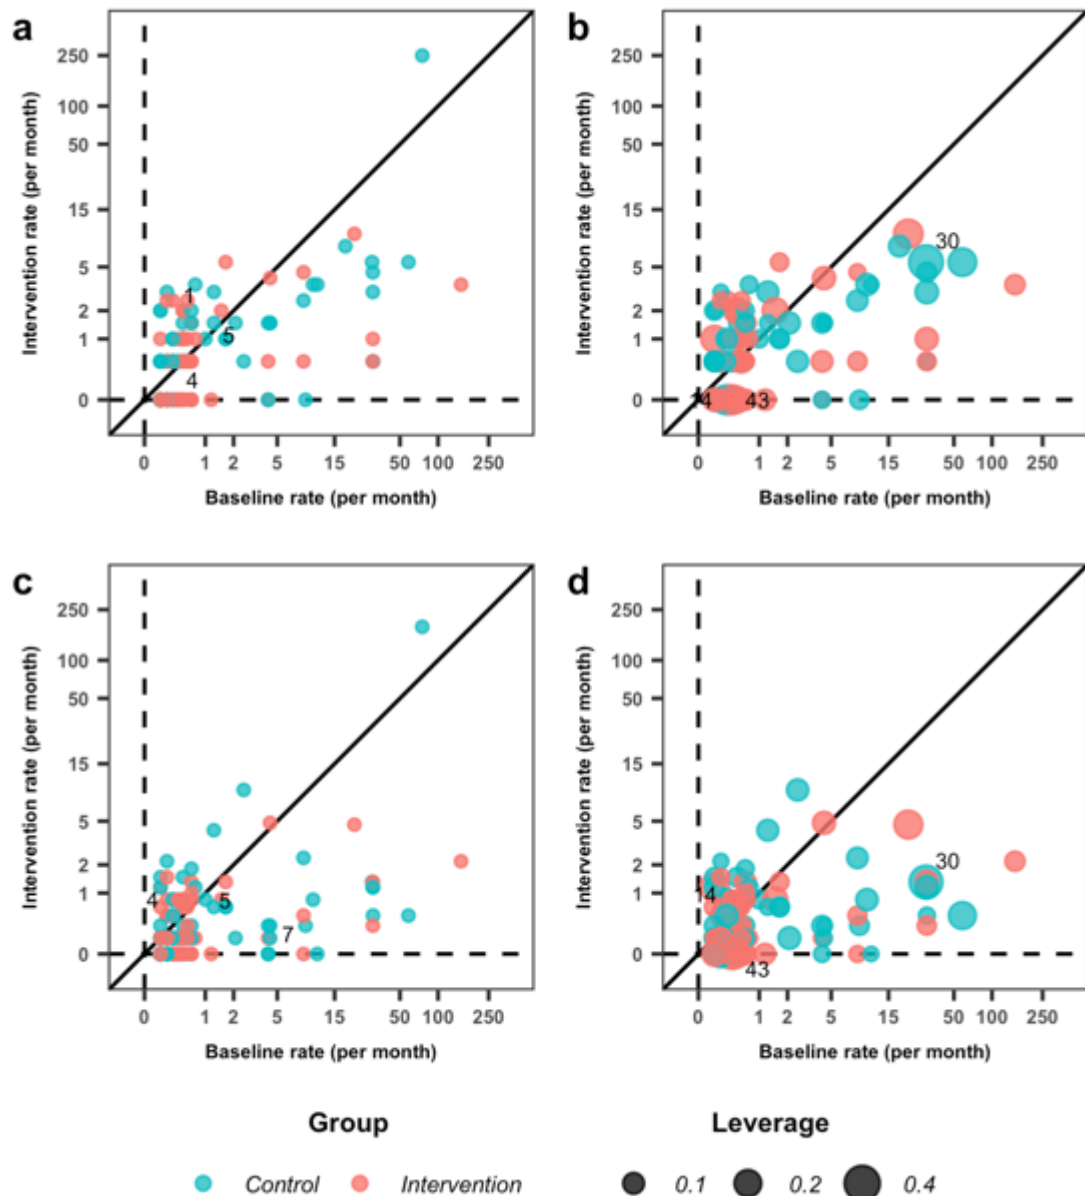 a
b
Intervention rate (per month)
250
100
50
15
5
2
1
0
1
5
4
0 1 2 5 15 50 100 250
Baseline rate (per month)
Intervention rate (per month)
250
100
50
15
5
2
1
0
30
14
43
0 1 2 5 15 50 100 250
Baseline rate (per month)
c
d
Intervention rate (per month)
250
100
50
15
5
2
1
0
4
5
7
0 1 2 5 15 50 100 250
Baseline rate (per month)
Intervention rate (per month)
250
100
50
15
5
2
1
0
30
14
43
0 1 2 5 15 50 100 250
Baseline rate (per month)
Group
Leverage
Control Intervention
0.1 0.2 0.4